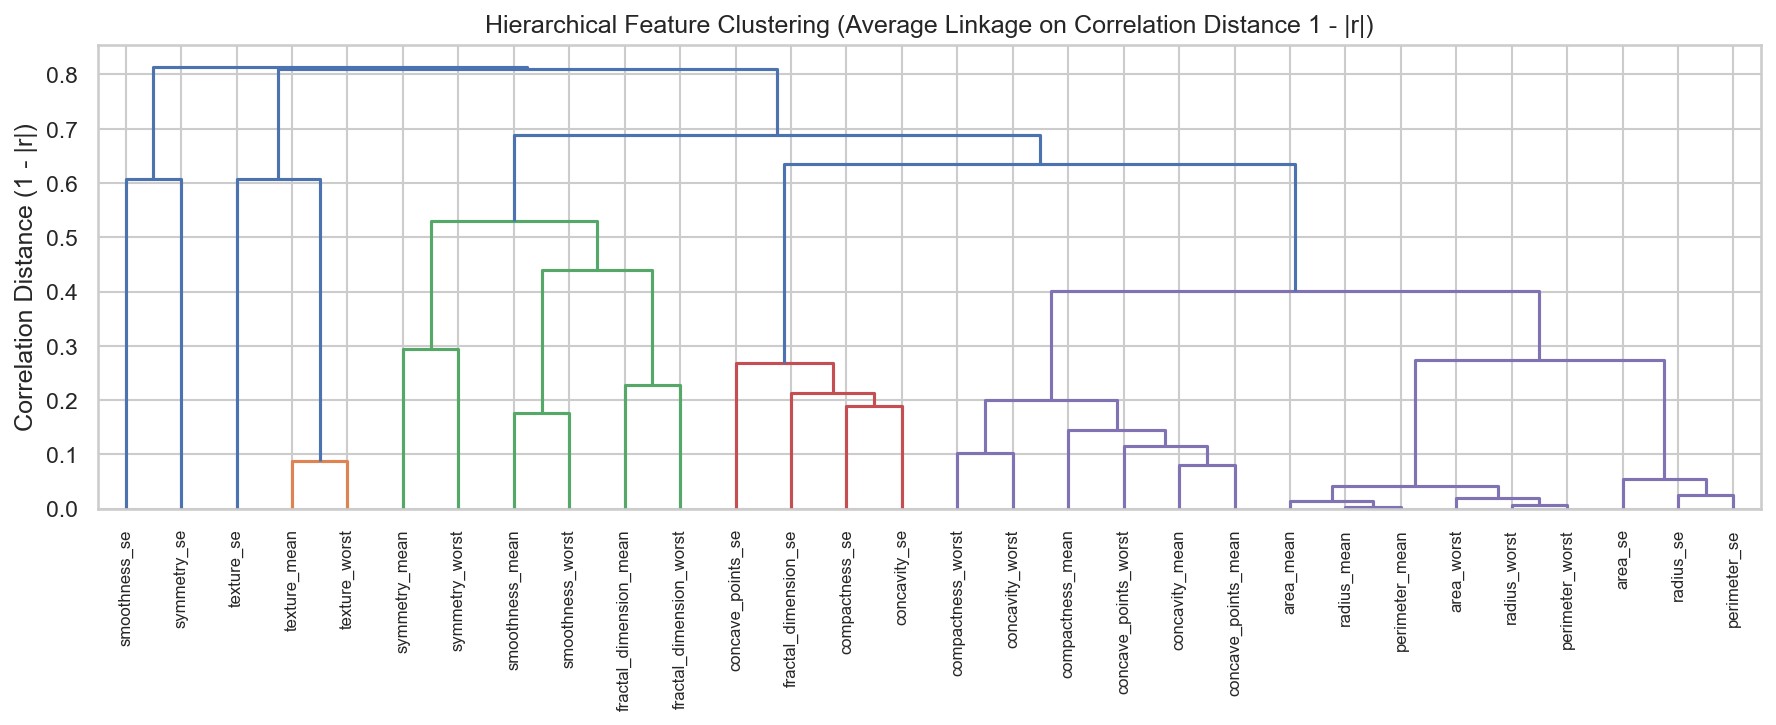 Hierarchical Feature Clustering (Average Linkage on Correlation Distance 1 - |r|)
Correlation Distance (1 - |r|)
0.8
0.7
0.6
0.5
0.4
0.3
0.2
0.1
0.0
smoothness_se
symmetry_se
texture_se
texture_mean
texture_worst
symmetry_mean
symmetry_worst
smoothness_mean
smoothness_worst
fractal_dimension_mean
fractal_dimension_worst
concave_points_se
fractal_dimension_se
compactness_se
concavity_se
compactness_worst
concavity_worst
compactness_mean
concave_points_worst
concavity_mean
concave_points_mean
area_mean
radius_mean
perimeter_mean
area_worst
radius_worst
perimeter_worst
area_se
radius_se
perimeter_se